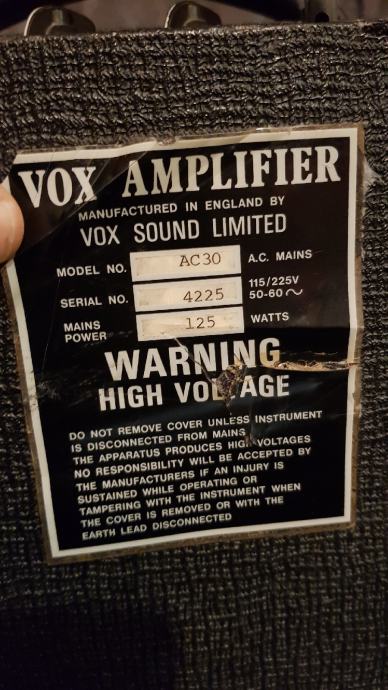 VOX AMPLIFIER
MANUFACTURED IN ENGLAND BY
VOX SOUND LIMITED
MODEL NO. AC30 A.C. MAINS
SERIAL NO. 4225 115/225V 50-60∿
MAINS POWER 125 WATTS
WARNING
HIGH VOLTAGE
DO NOT REMOVE COVER UNLESS INSTRUMENT
IS DISCONNECTED FROM MAINS
THE APPARATUS PRODUCES HIGH VOLTAGES
NO RESPONSIBILITY WILL BE ACCEPTED BY
THE MANUFACTURERS IF AN INJURY IS
SUSTAINED WHILE OPERATING OR
TAMPERING WITH THE INSTRUMENT WHEN
THE COVER IS REMOVED OR WITH THE
EARTH LEAD DISCONNECTED